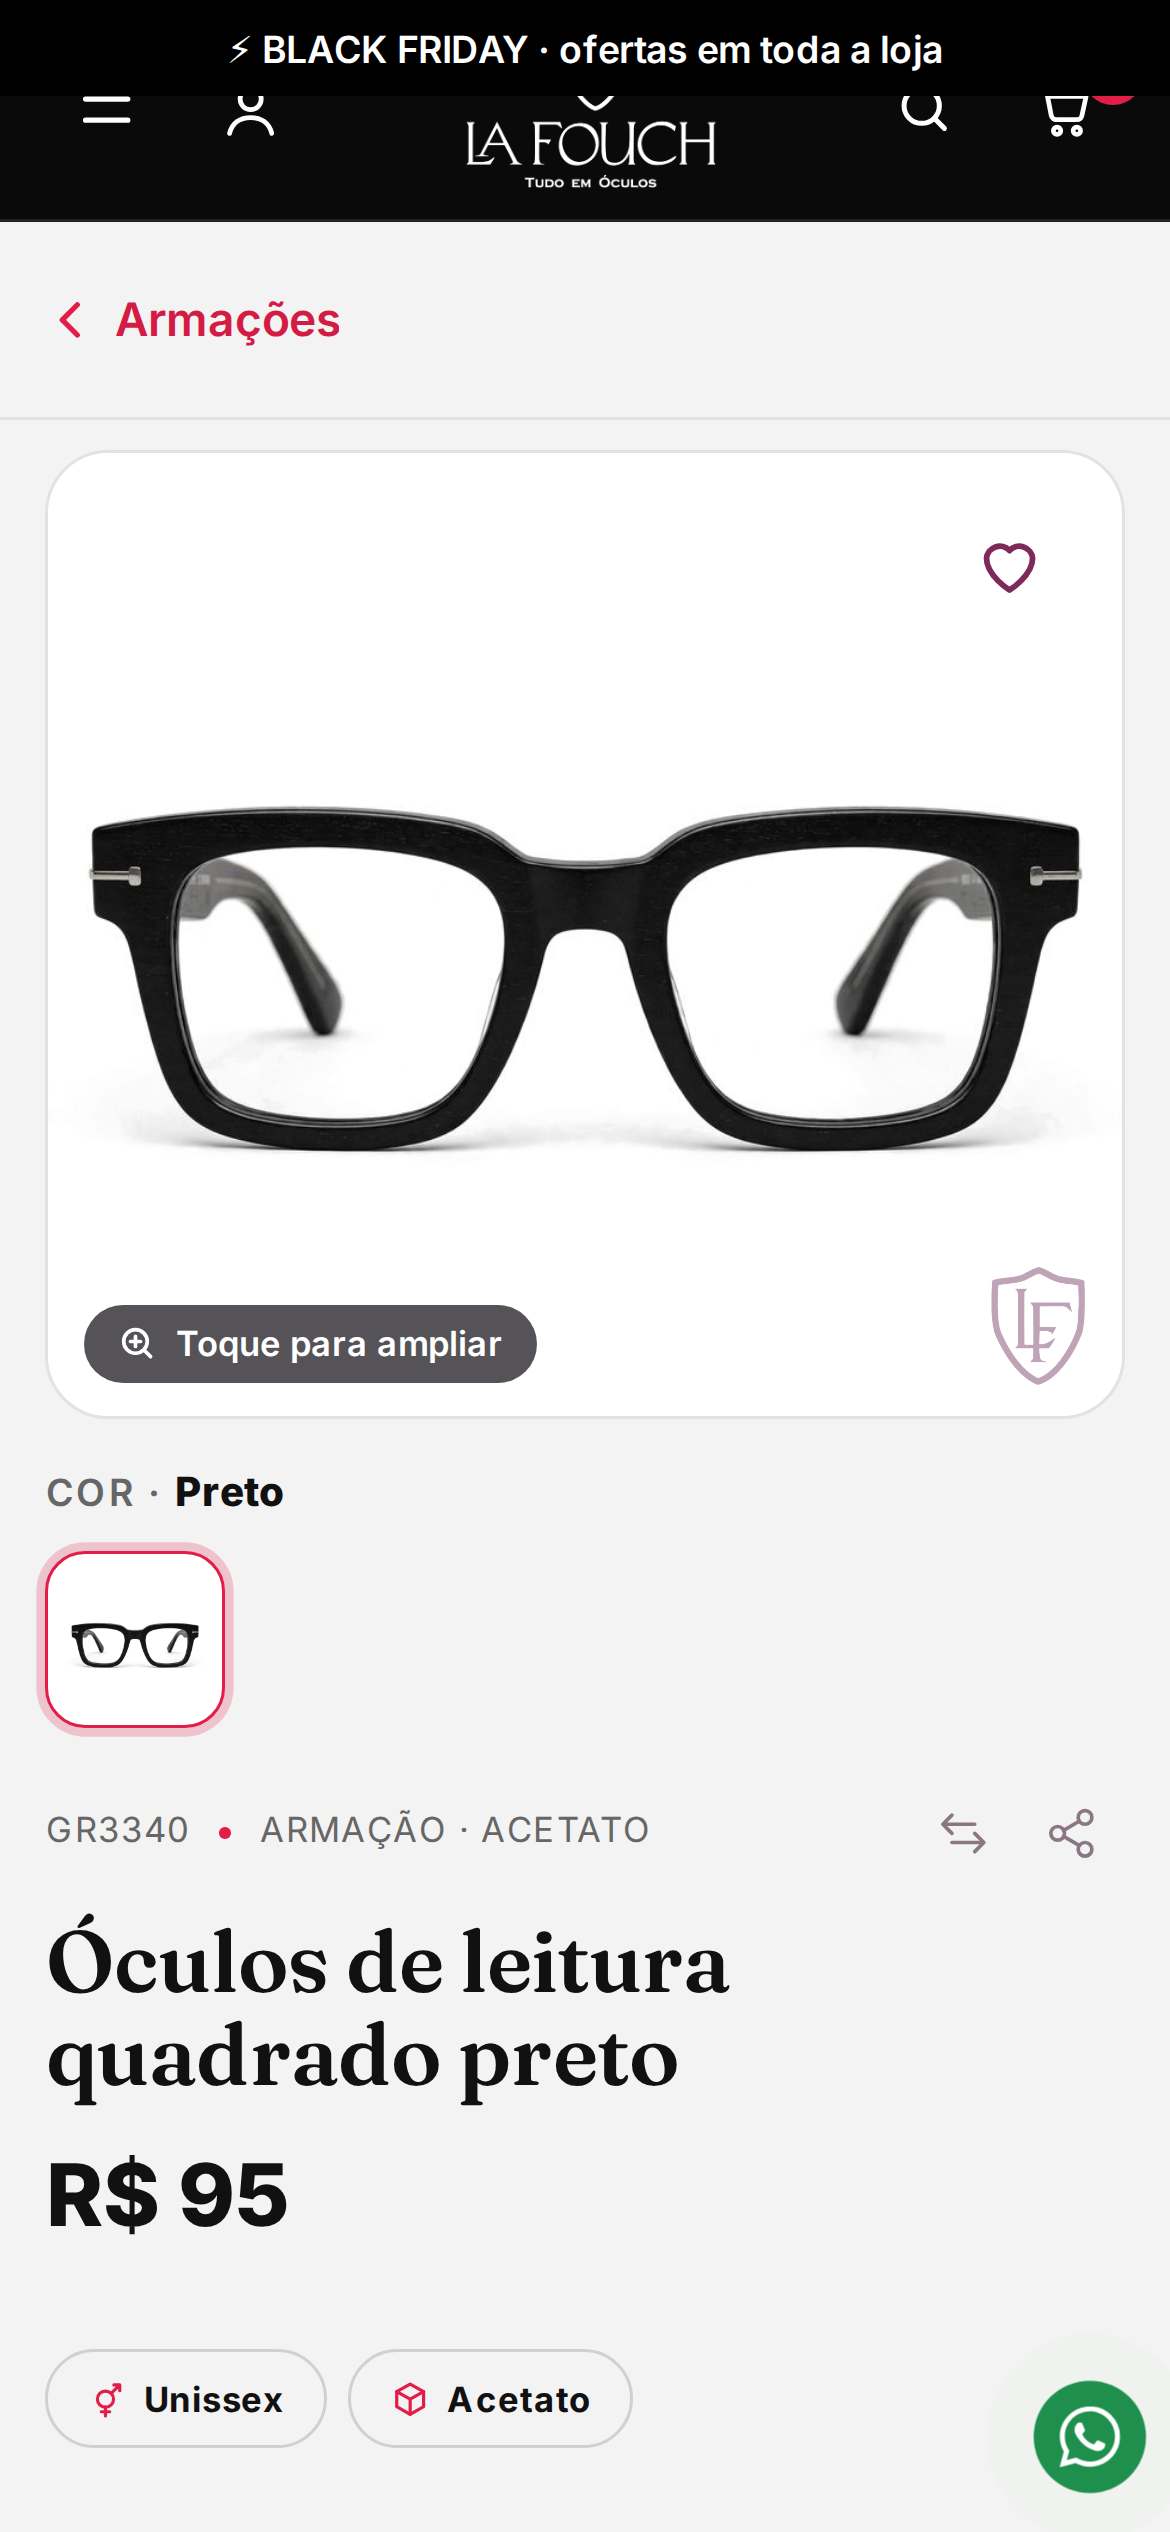 ⚡ BLACK FRIDAY · ofertas em toda a loja
LA FOUCH
TUDO EM ÓCULOS
Armações
LF
Toque para ampliar
COR · Preto
GR3340 • ARMAÇÃO · ACETATO
Óculos de leitura
quadrado preto
R$ 95
Unissex
Acetato